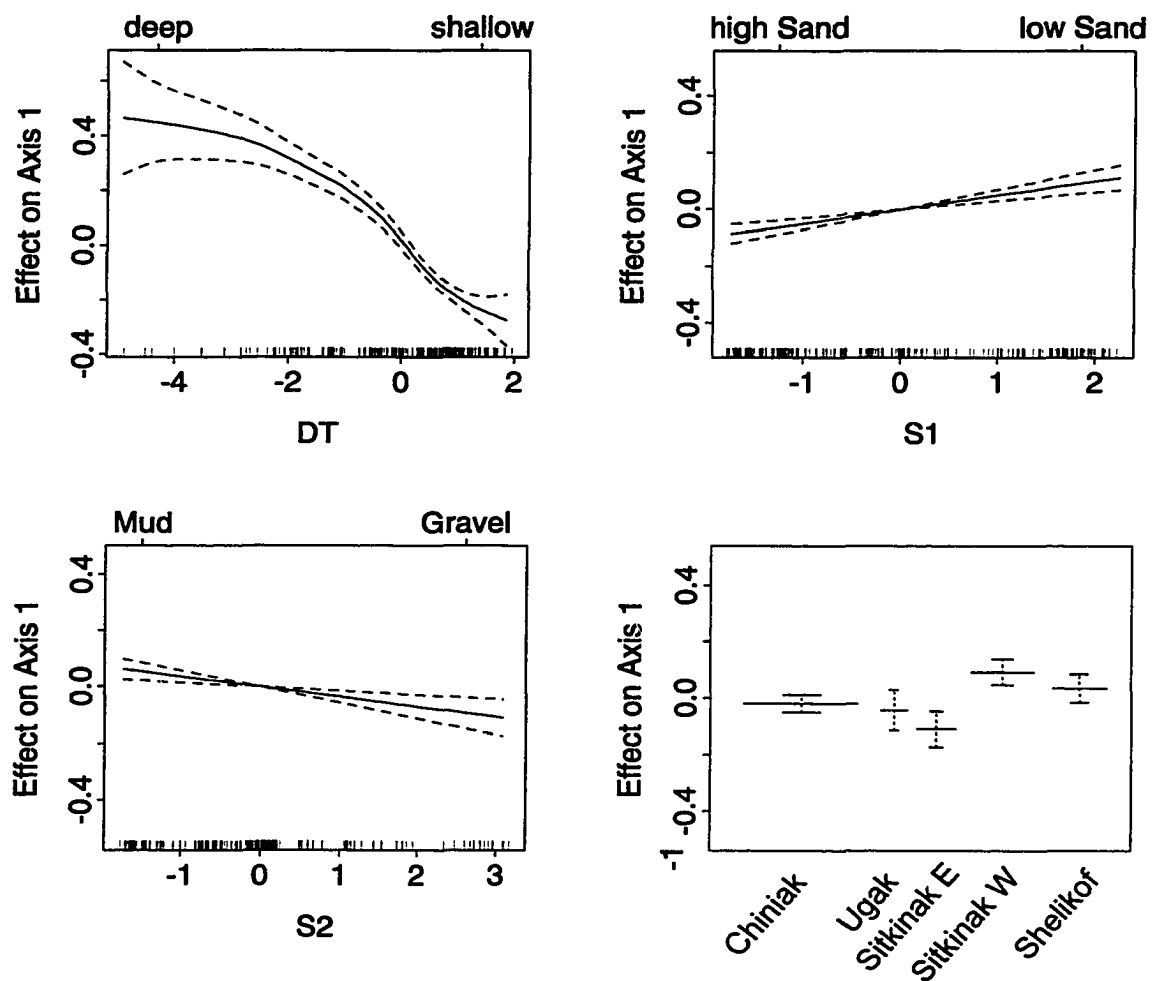 deep shallow
Effect on Axis 1
0.4
0.0
-0.4
-4 -2 0 2
DT
high Sand low Sand
Effect on Axis 1
0.4
0.0
-0.4
-1 0 1 2
S1
Mud Gravel
Effect on Axis 1
0.4
0.0
-0.4
-1 0 1 2 3
S2
Effect on Axis 1
0.4
0.0
-0.4
-1
Chiniak
Ugak
Sitkinak E
Sitkinak W
Shelikof